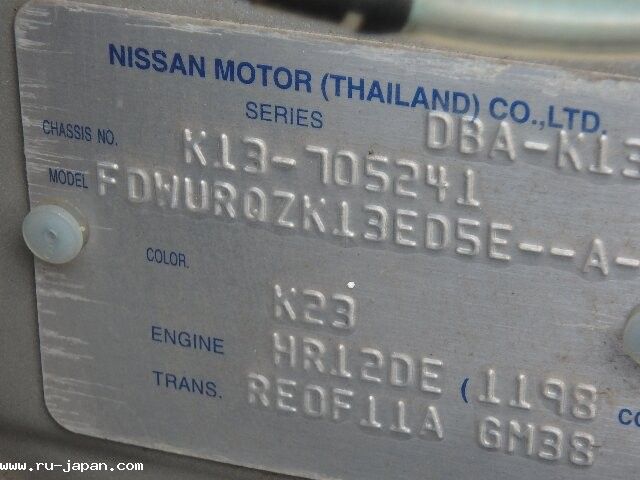 NISSAN MOTOR (THAILAND) CO.,LTD.
SERIES DBA-K13
CHASSIS NO. K13-705241
MODEL FDWURQZK13ED5E--A-
COLOR K23
ENGINE HR12DE (1198 CC
TRANS. RE0F11A GM38
www.ru-japan.com